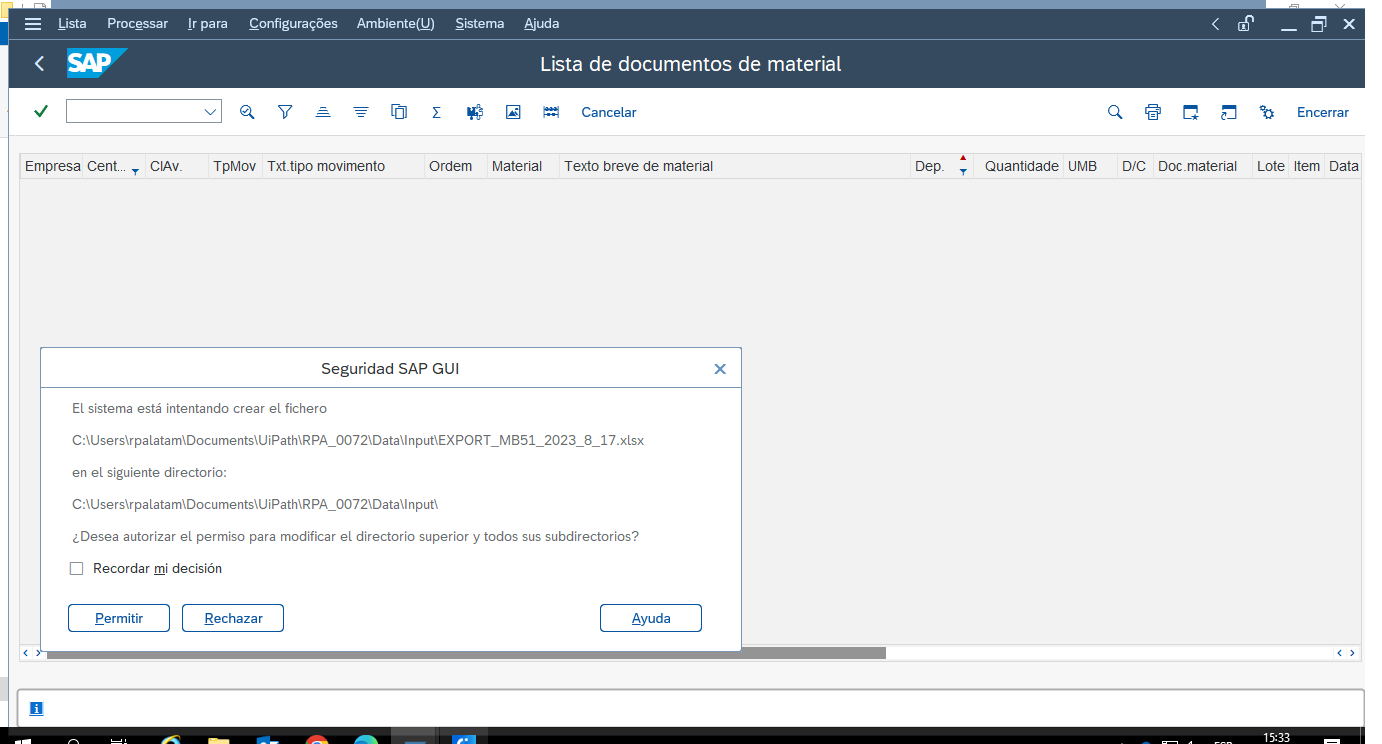 Lista Processar Ir para Configurações Ambiente(U) Sistema Ajuda
SAP Lista de documentos de material
Cancelar Encerrar
Empresa Cent... ClAv. TpMov Txt.tipo movimento Ordem Material Texto breve de material Dep. Quantidade UMB D/C Doc.material Lote Item Data
Seguridad SAP GUI
El sistema está intentando crear el fichero
C:\Users\rpalatam\Documents\UiPath\RPA_0072\Data\Input\EXPORT_MB51_2023_8_17.xlsx
en el siguiente directorio:
C:\Users\rpalatam\Documents\UiPath\RPA_0072\Data\Input\
¿Desea autorizar el permiso para modificar el directorio superior y todos sus subdirectorios?
Recordar mi decisión
Permitir Rechazar Ayuda
15:33